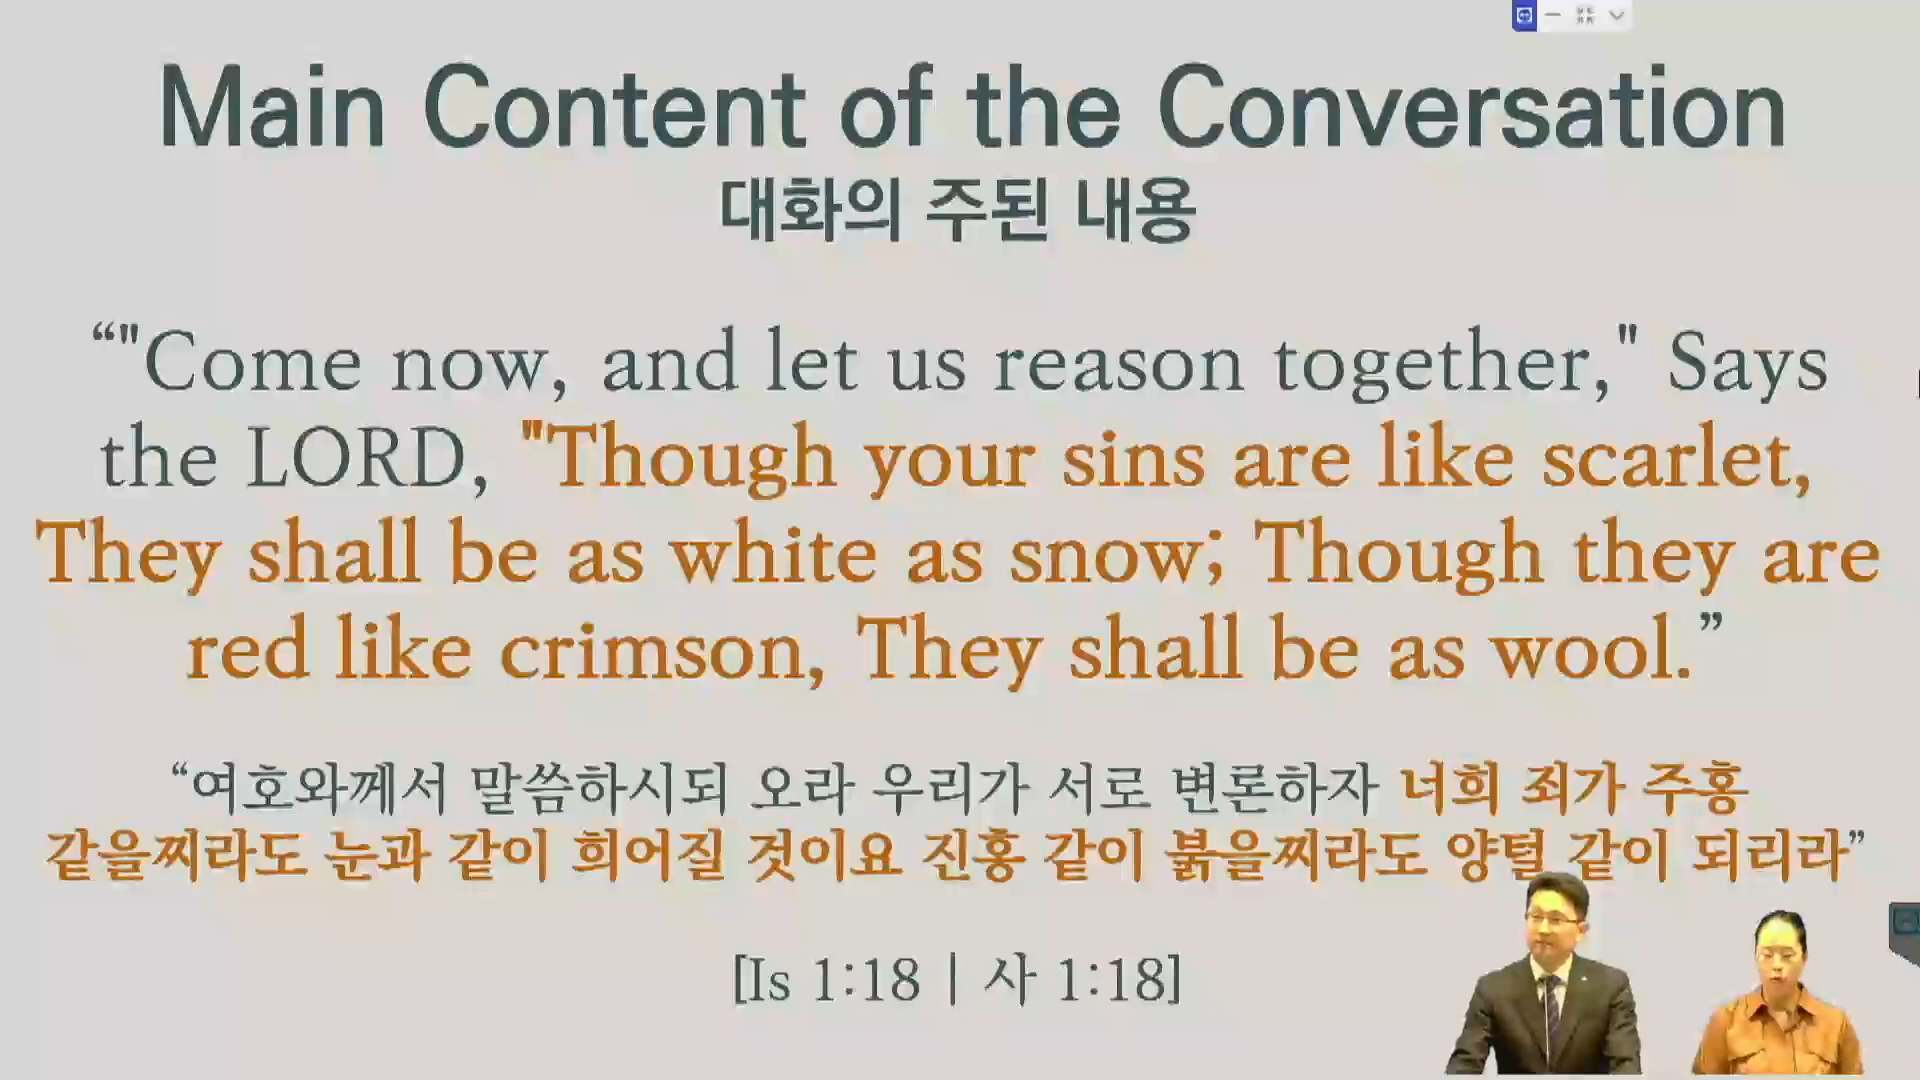 Main Content of the Conversation
대화의 주된 내용
“"Come now, and let us reason together," Says
the LORD, "Though your sins are like scarlet,
They shall be as white as snow; Though they are
red like crimson, They shall be as wool.”
“여호와께서 말씀하시되 오라 우리가 서로 변론하자 너희 죄가 주홍
같을찌라도 눈과 같이 희어질 것이요 진홍 같이 붉을찌라도 양털 같이 되리라”
[Is 1:18 | 사 1:18]